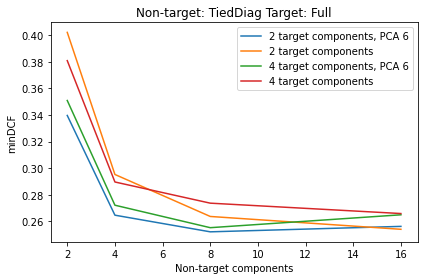 Non-target: TiedDiag Target: Full
2 target components, PCA 6
2 target components
4 target components, PCA 6
4 target components
minDCF
0.40
0.38
0.36
0.34
0.32
0.30
0.28
0.26
2 4 6 8 10 12 14 16
Non-target components